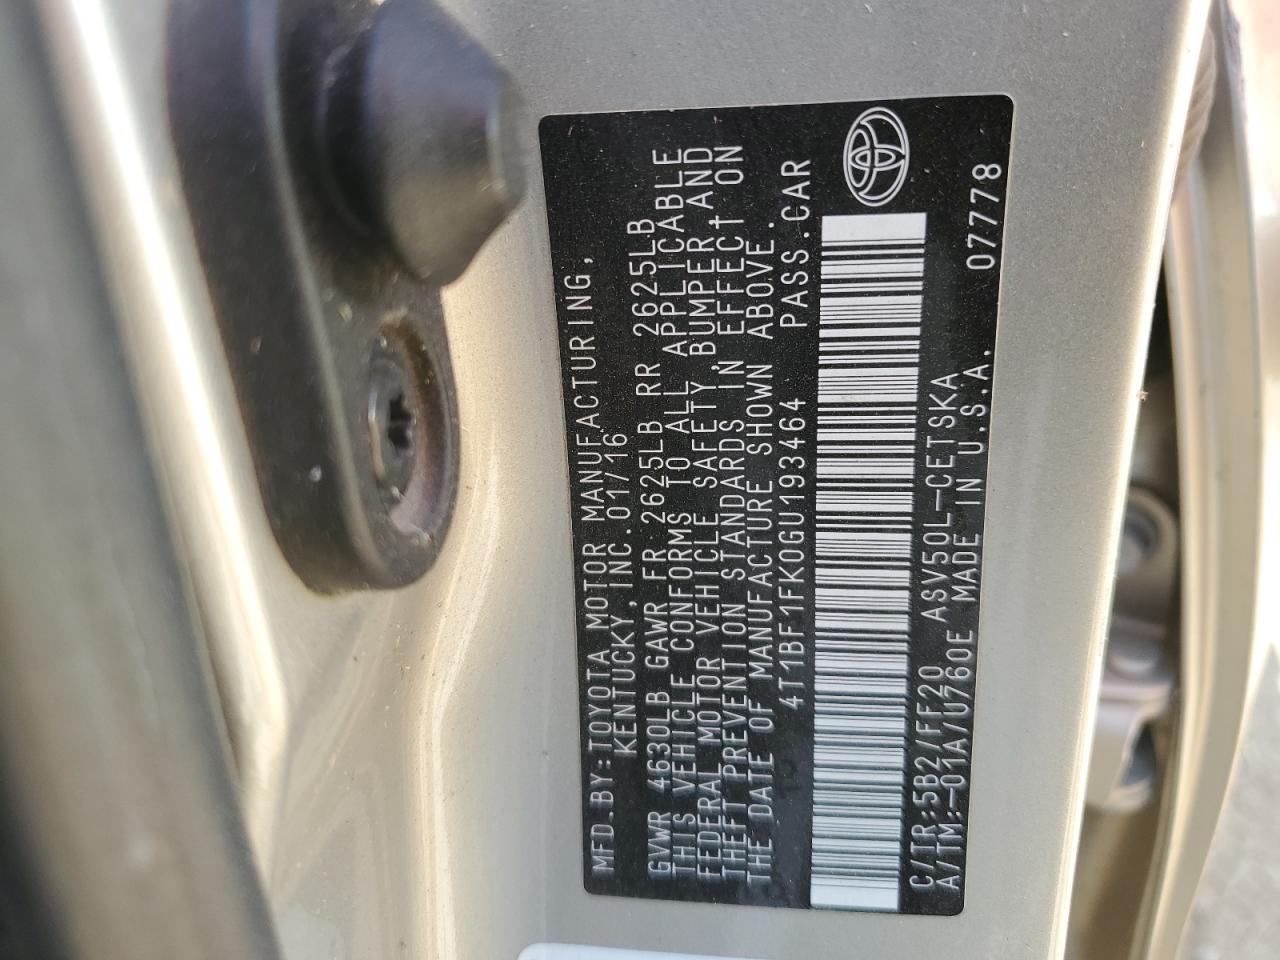 MFD.BY:TOYOTA MOTOR MANUFACTURING,
KENTUCKY, INC. 01/16
GVWR 4630LB GAWR FR 2625LB RR 2625LB
THIS VEHICLE CONFORMS TO ALL APPLICABLE
FEDERAL MOTOR VEHICLE SAFETY,BUMPER,AND
THEFT PREVENTION STANDARDS IN EFFECT ON
THE DATE OF MANUFACTURE SHOWN ABOVE.
4T1BF1FK0GU193464 PASS.CAR
C/TR:5B2/FF20 ASV50L-CETSKA
A/TM:-01A/U760E MADE IN U.S.A. 07778